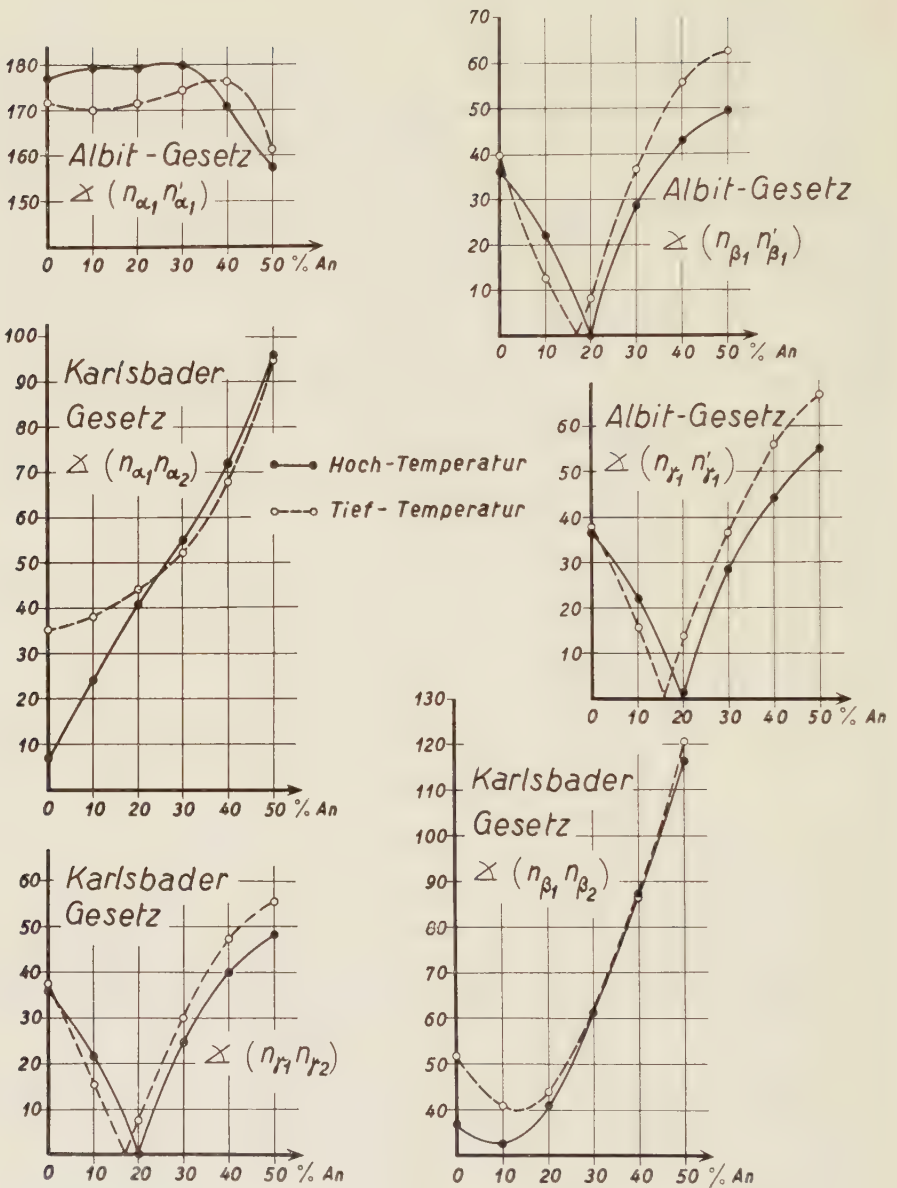 180
170
160
150
Albit-Gesetz
∡ (nα₁ n'α₁)
0 10 20 30 40 50 % An
70
60
50
40
30
20
10
Albit-Gesetz
∡ (nβ₁ n'β₁)
0 10 20 30 40 50 % An
100
90
80
70
60
50
40
30
20
10
Karlsbader
Gesetz
∡ (nα₁ nα₂)
0 10 20 30 40 50 % An
Hoch-Temperatur
Tief-Temperatur
60
50
40
30
20
10
Albit-Gesetz
∡ (nγ₁ n'γ₁)
0 10 20 30 40 50 % An
60
50
40
30
20
10
Karlsbader
Gesetz
∡ (nγ₁ nγ₂)
0 10 20 30 40 50 % An
130
120
110
100
90
80
70
60
50
40
Karlsbader
Gesetz
∡ (nβ₁ nβ₂)
0 10 20 30 40 50 % An